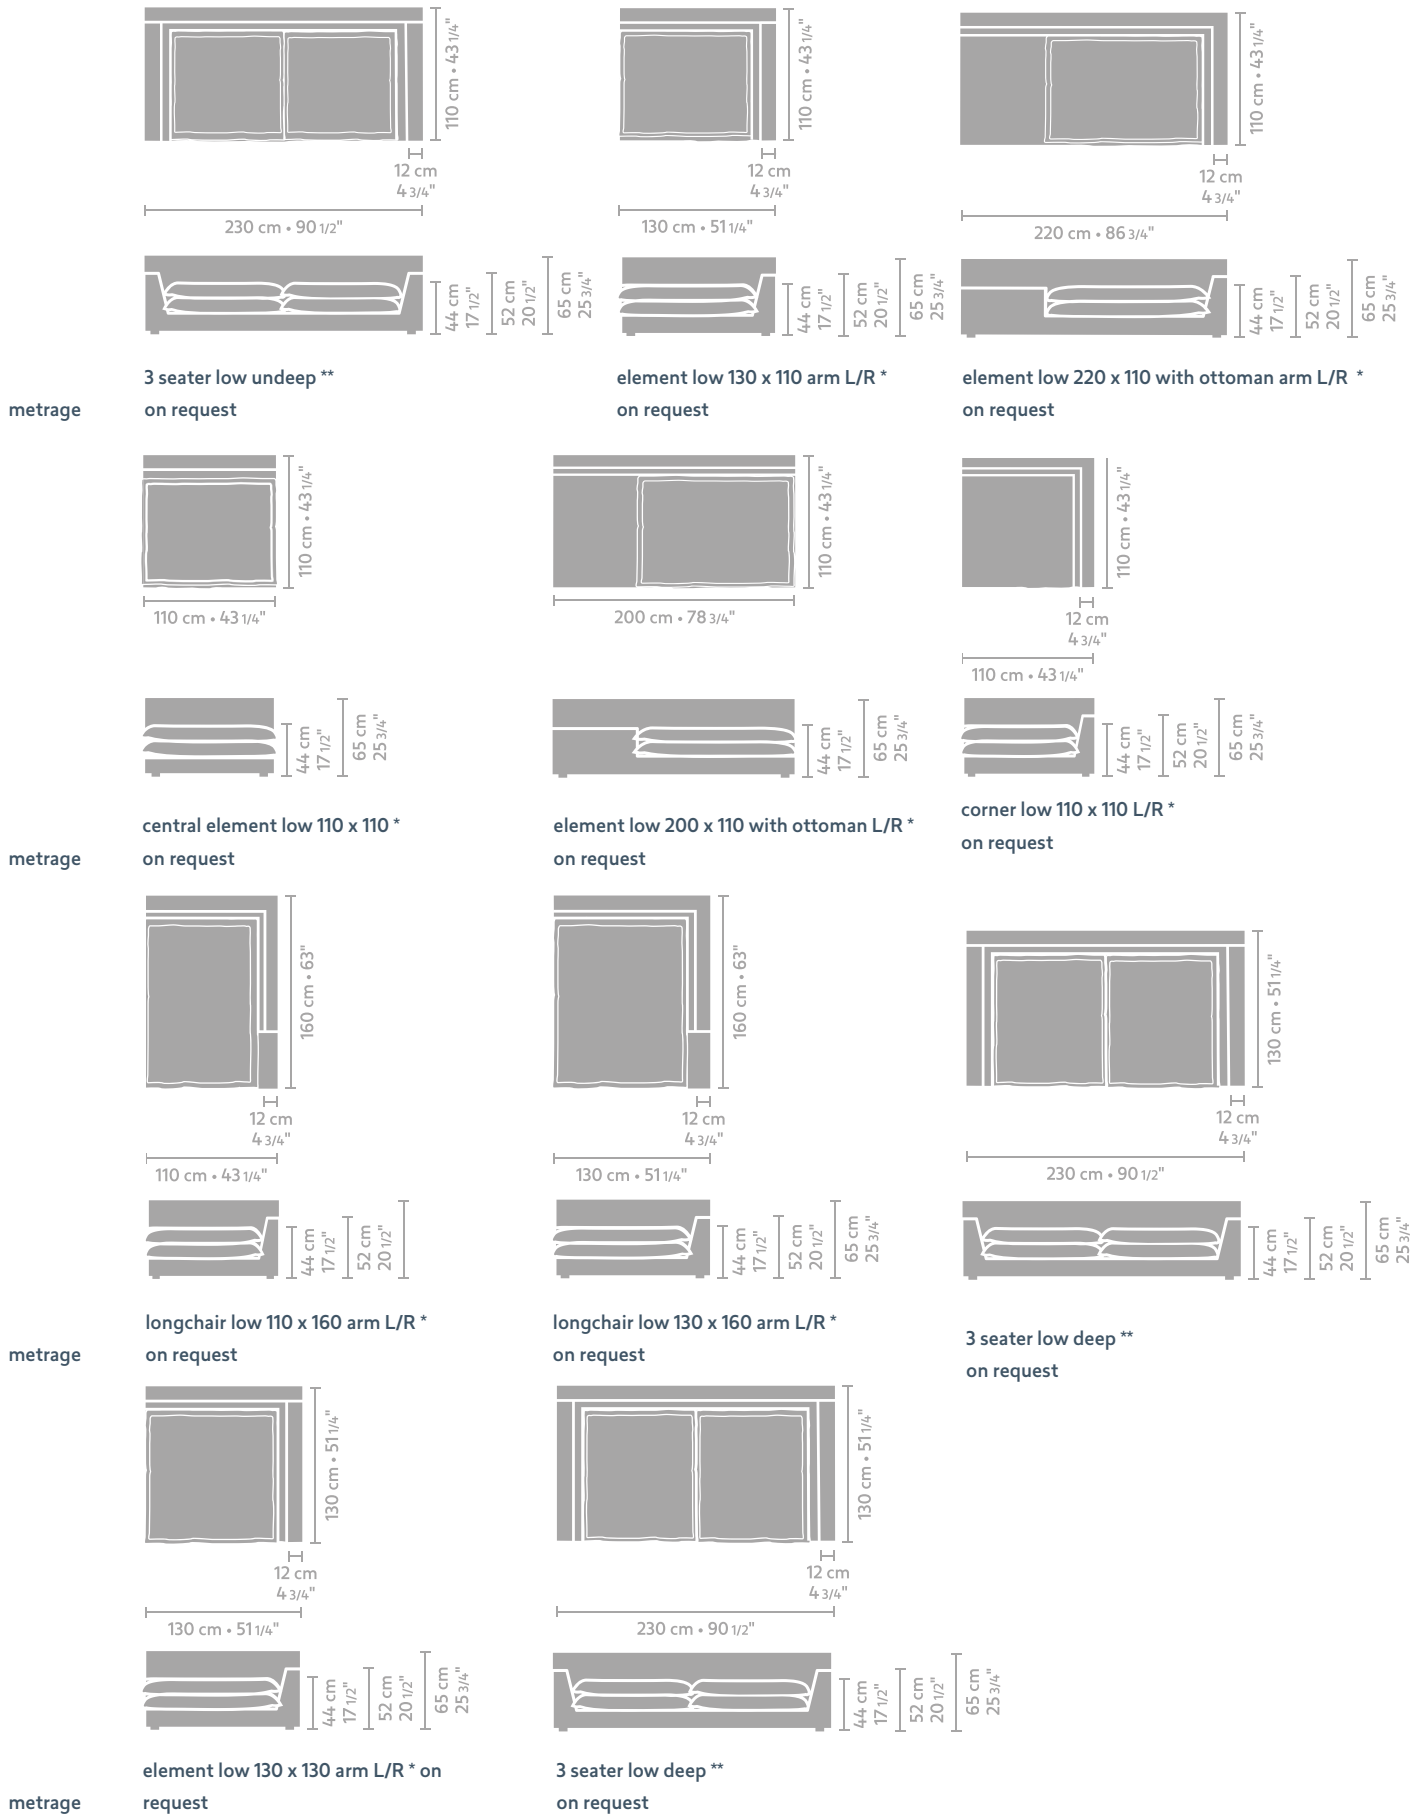 110 cm • 43 1/4"
12 cm
4 3/4"
230 cm • 90 1/2"
44 cm
17 1/2"
52 cm
20 1/2"
65 cm
25 3/4"
3 seater low undeep **
on request
110 cm • 43 1/4"
12 cm
4 3/4"
130 cm • 51 1/4"
44 cm
17 1/2"
52 cm
20 1/2"
65 cm
25 3/4"
element low 130 x 110 arm L/R *
on request
110 cm • 43 1/4"
12 cm
4 3/4"
220 cm • 86 3/4"
44 cm
17 1/2"
52 cm
20 1/2"
65 cm
25 3/4"
element low 220 x 110 with ottoman arm L/R *
on request
metrage
110 cm • 43 1/4"
110 cm • 43 1/4"
44 cm
17 1/2"
65 cm
25 3/4"
central element low 110 x 110 *
on request
110 cm • 43 1/4"
200 cm • 78 3/4"
44 cm
17 1/2"
65 cm
25 3/4"
element low 200 x 110 with ottoman L/R *
on request
110 cm • 43 1/4"
12 cm
4 3/4"
110 cm • 43 1/4"
44 cm
17 1/2"
52 cm
20 1/2"
65 cm
25 3/4"
corner low 110 x 110 L/R *
on request
metrage
160 cm • 63"
12 cm
4 3/4"
110 cm • 43 1/4"
44 cm
17 1/2"
52 cm
20 1/2"
longchair low 110 x 160 arm L/R *
on request
160 cm • 63"
12 cm
4 3/4"
130 cm • 51 1/4"
44 cm
17 1/2"
52 cm
20 1/2"
65 cm
25 3/4"
longchair low 130 x 160 arm L/R *
on request
130 cm • 51 1/4"
12 cm
4 3/4"
230 cm • 90 1/2"
44 cm
17 1/2"
52 cm
20 1/2"
65 cm
25 3/4"
3 seater low deep **
on request
metrage
130 cm • 51 1/4"
12 cm
4 3/4"
130 cm • 51 1/4"
44 cm
17 1/2"
52 cm
20 1/2"
65 cm
25 3/4"
element low 130 x 130 arm L/R * on
request
130 cm • 51 1/4"
12 cm
4 3/4"
230 cm • 90 1/2"
44 cm
17 1/2"
52 cm
20 1/2"
65 cm
25 3/4"
3 seater low deep **
on request
metrage